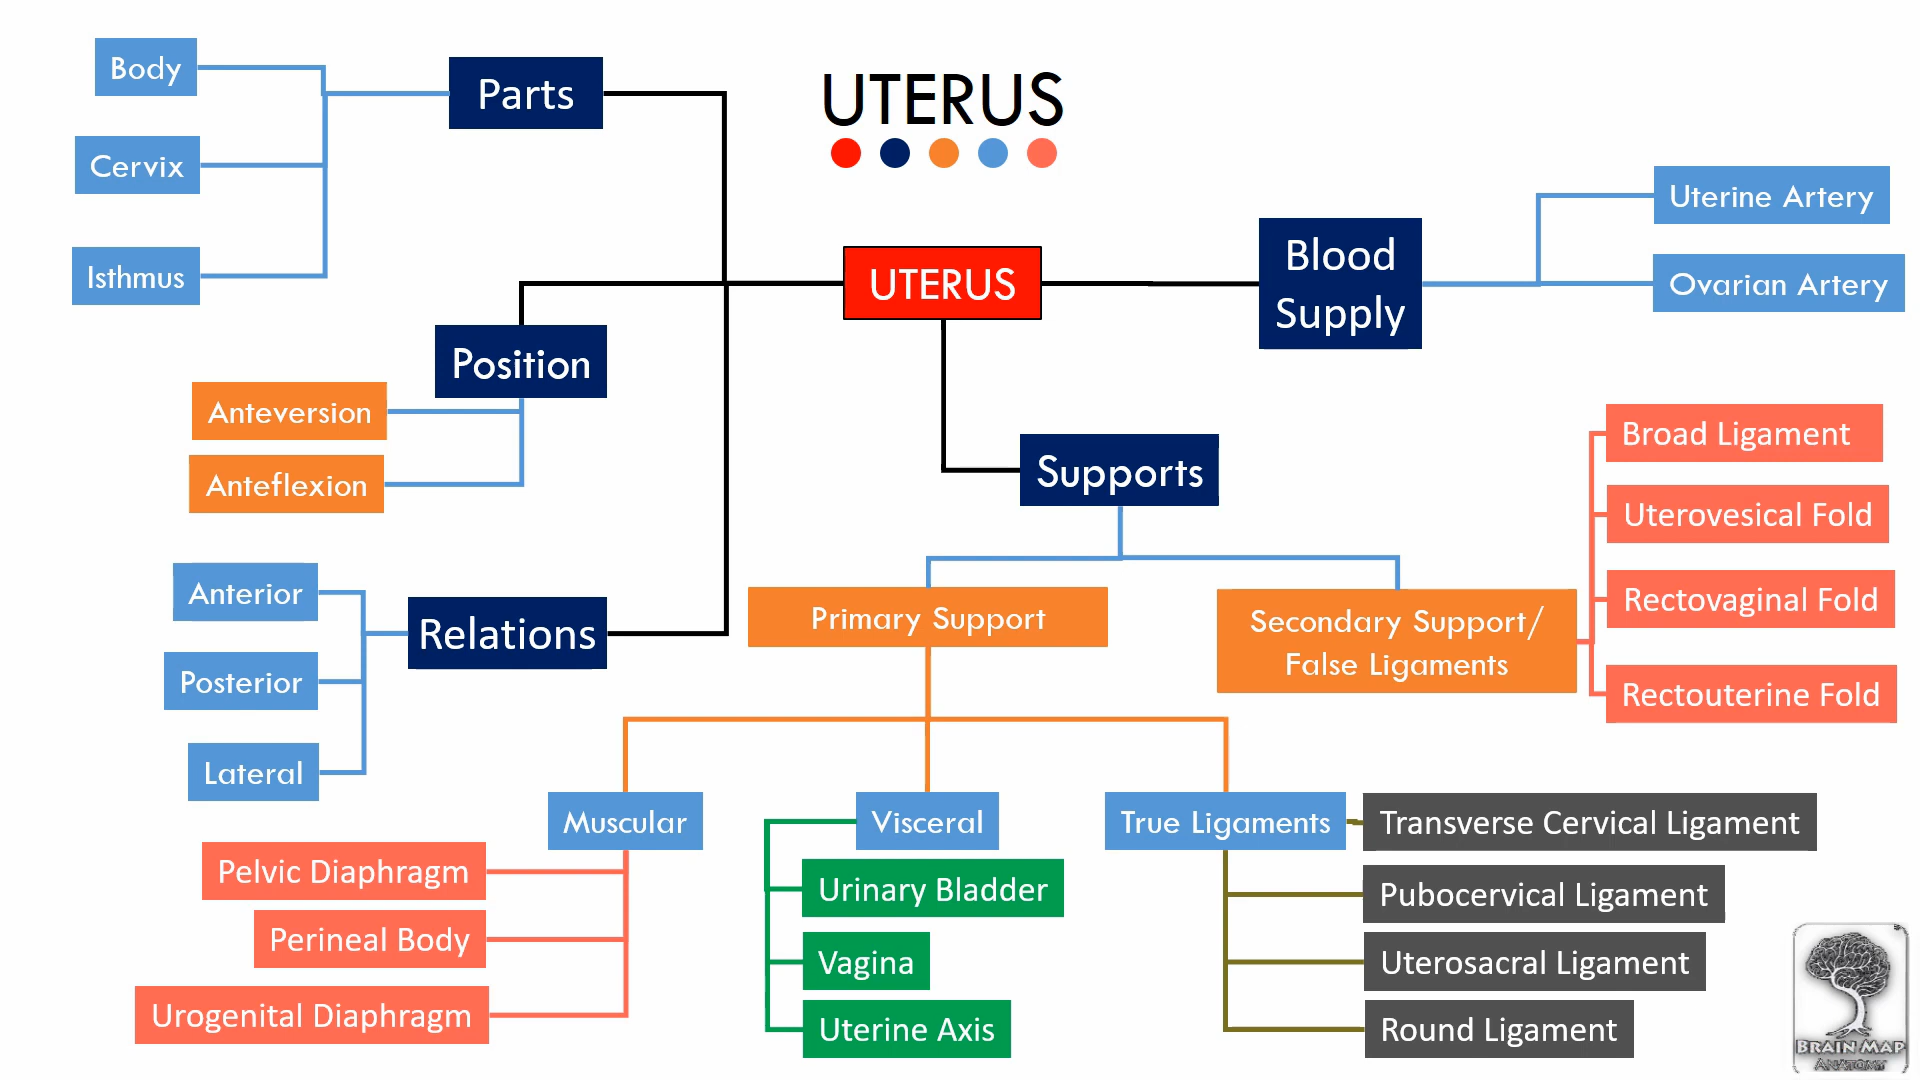 UTERUS
Body
Parts
Cervix
Isthmus
UTERUS
Blood
Supply
Uterine Artery
Ovarian Artery
Position
Anteversion
Anteflexion
Supports
Broad Ligament
Uterovesical Fold
Rectovaginal Fold
Rectouterine Fold
Anterior
Relations
Posterior
Lateral
Primary Support
Secondary Support/
False Ligaments
Muscular
Pelvic Diaphragm
Perineal Body
Urogenital Diaphragm
Visceral
Urinary Bladder
Vagina
Uterine Axis
True Ligaments
Transverse Cervical Ligament
Pubocervical Ligament
Uterosacral Ligament
Round Ligament
BRAIN MAP
ANATOMY